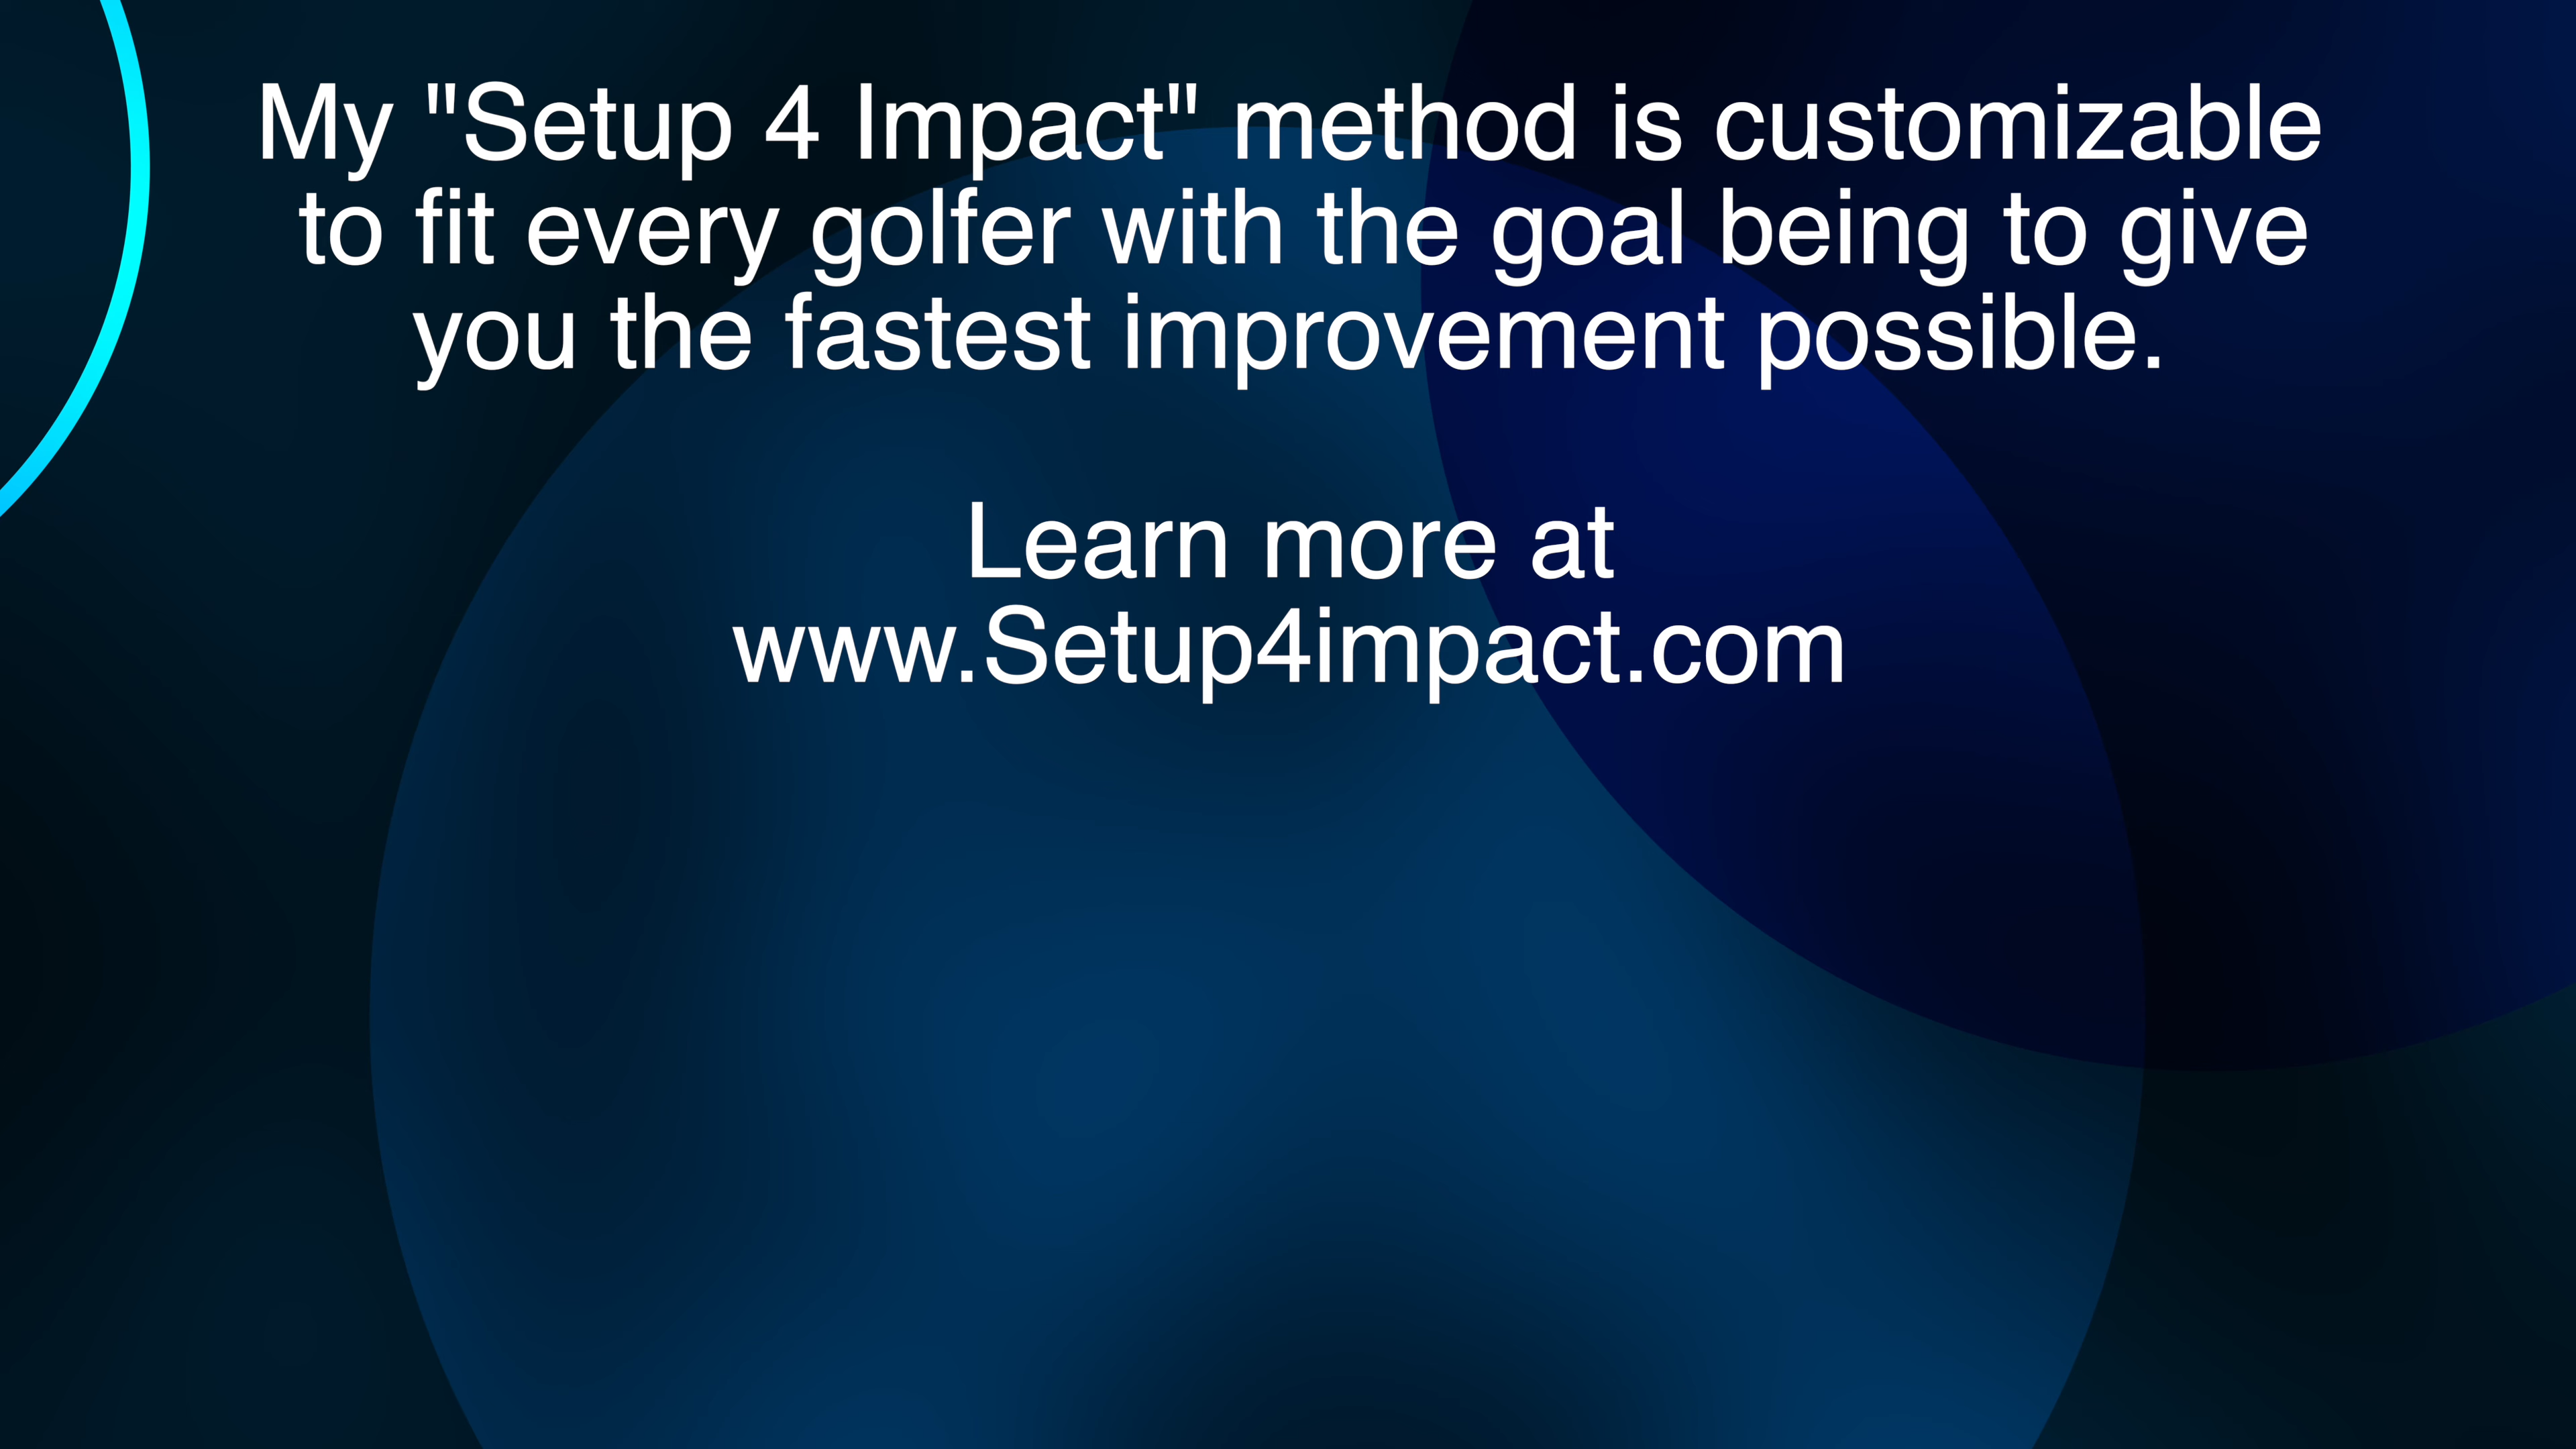 My "Setup 4 Impact" method is customizable
to fit every golfer with the goal being to give
you the fastest improvement possible.
Learn more at
www.Setup4impact.com